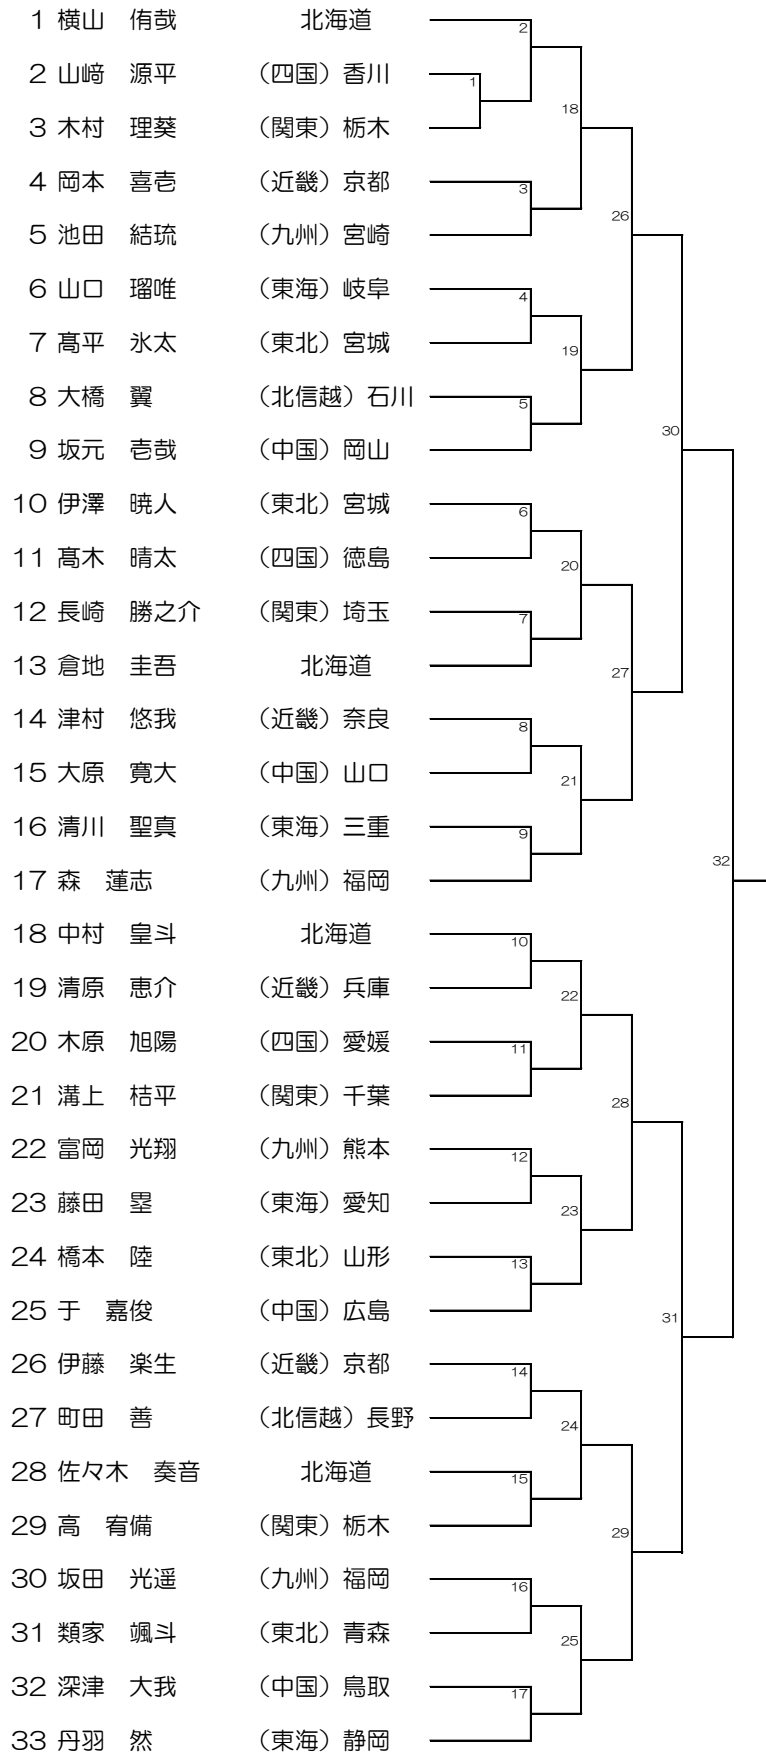 1 横山　侑哉　北海道
2 山﨑　源平　（四国）香川
3 木村　理葵　（関東）栃木
4 岡本　喜壱　（近畿）京都
5 池田　結琉　（九州）宮崎
6 山口　瑠唯　（東海）岐阜
7 髙平　氷太　（東北）宮城
8 大橋　翼　（北信越）石川
9 坂元　壱哉　（中国）岡山
10 伊澤　暁人　（東北）宮城
11 髙木　晴太　（四国）徳島
12 長崎　勝之介　（関東）埼玉
13 倉地　圭吾　北海道
14 津村　悠我　（近畿）奈良
15 大原　寛大　（中国）山口
16 清川　聖真　（東海）三重
17 森　蓮志　（九州）福岡
18 中村　皇斗　北海道
19 清原　恵介　（近畿）兵庫
20 木原　旭陽　（四国）愛媛
21 溝上　桔平　（関東）千葉
22 富岡　光翔　（九州）熊本
23 藤田　塁　（東海）愛知
24 橋本　陸　（東北）山形
25 于　嘉俊　（中国）広島
26 伊藤　楽生　（近畿）京都
27 町田　善　（北信越）長野
28 佐々木　奏音　北海道
29 高　宥備　（関東）栃木
30 坂田　光遥　（九州）福岡
31 類家　颯斗　（東北）青森
32 深津　大我　（中国）鳥取
33 丹羽　然　（東海）静岡
1
2
3
4
5
6
7
8
9
10
11
12
13
14
15
16
17
18
19
20
21
22
23
24
25
26
27
28
29
30
31
32